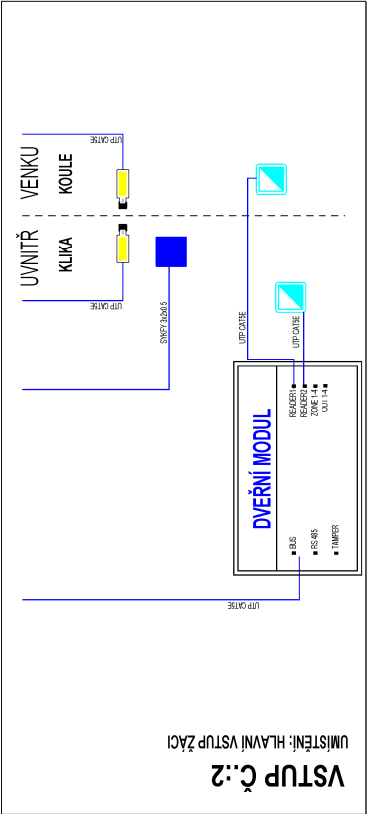 VSTUP Č.:2
UMÍSTĚNÍ: HLAVNÍ VSTUP ŽÁCI
VENKU
KOULE
UTP CAT5E
UVNITŘ
KLIKA
UTP CAT5E
SYKFY 3x2x0.5
UTP CAT5E
UTP CAT5E
DVEŘNÍ MODUL
READER1
READER2
ZONE 1-4
OUT 1-4
BUS
RS 485
TAMPER
UTP CAT5E